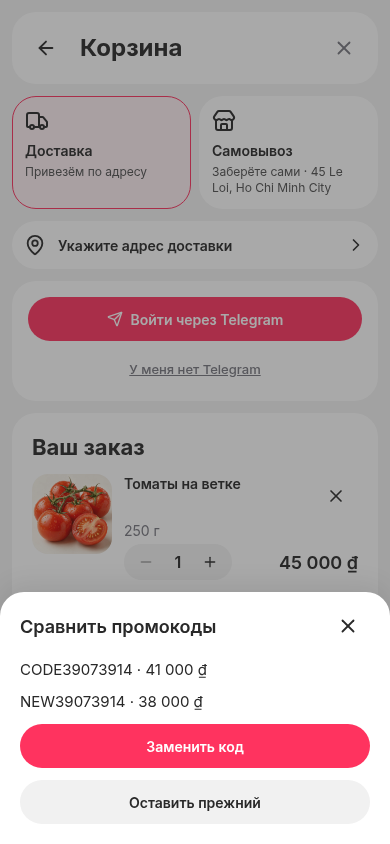 Корзина
Доставка
Привезём по адресу
Самовывоз
Заберёте сами · 45 Le
Loi, Ho Chi Minh City
Укажите адрес доставки
Войти через Telegram
У меня нет Telegram
Ваш заказ
Томаты на ветке
250 г
1
45 000 ₫
Сравнить промокоды
CODE39073914 · 41 000 ₫
NEW39073914 · 38 000 ₫
Заменить код
Оставить прежний